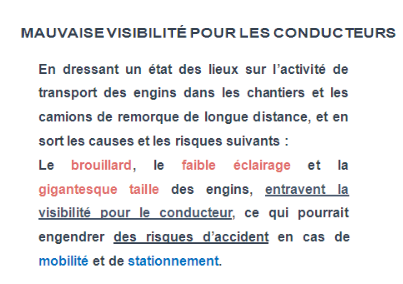 MAUVAISE VISIBILITÉ POUR LES CONDUCTEURS
En dressant un état des lieux sur l'activité de
transport des engins dans les chantiers et les
camions de remorque de longue distance, et en
sort les causes et les risques suivants :
Le brouillard, le faible éclairage et la
gigantesque taille des engins, entravent la
visibilité pour le conducteur, ce qui pourrait
engendrer des risques d'accident en cas de
mobilité et de stationnement.